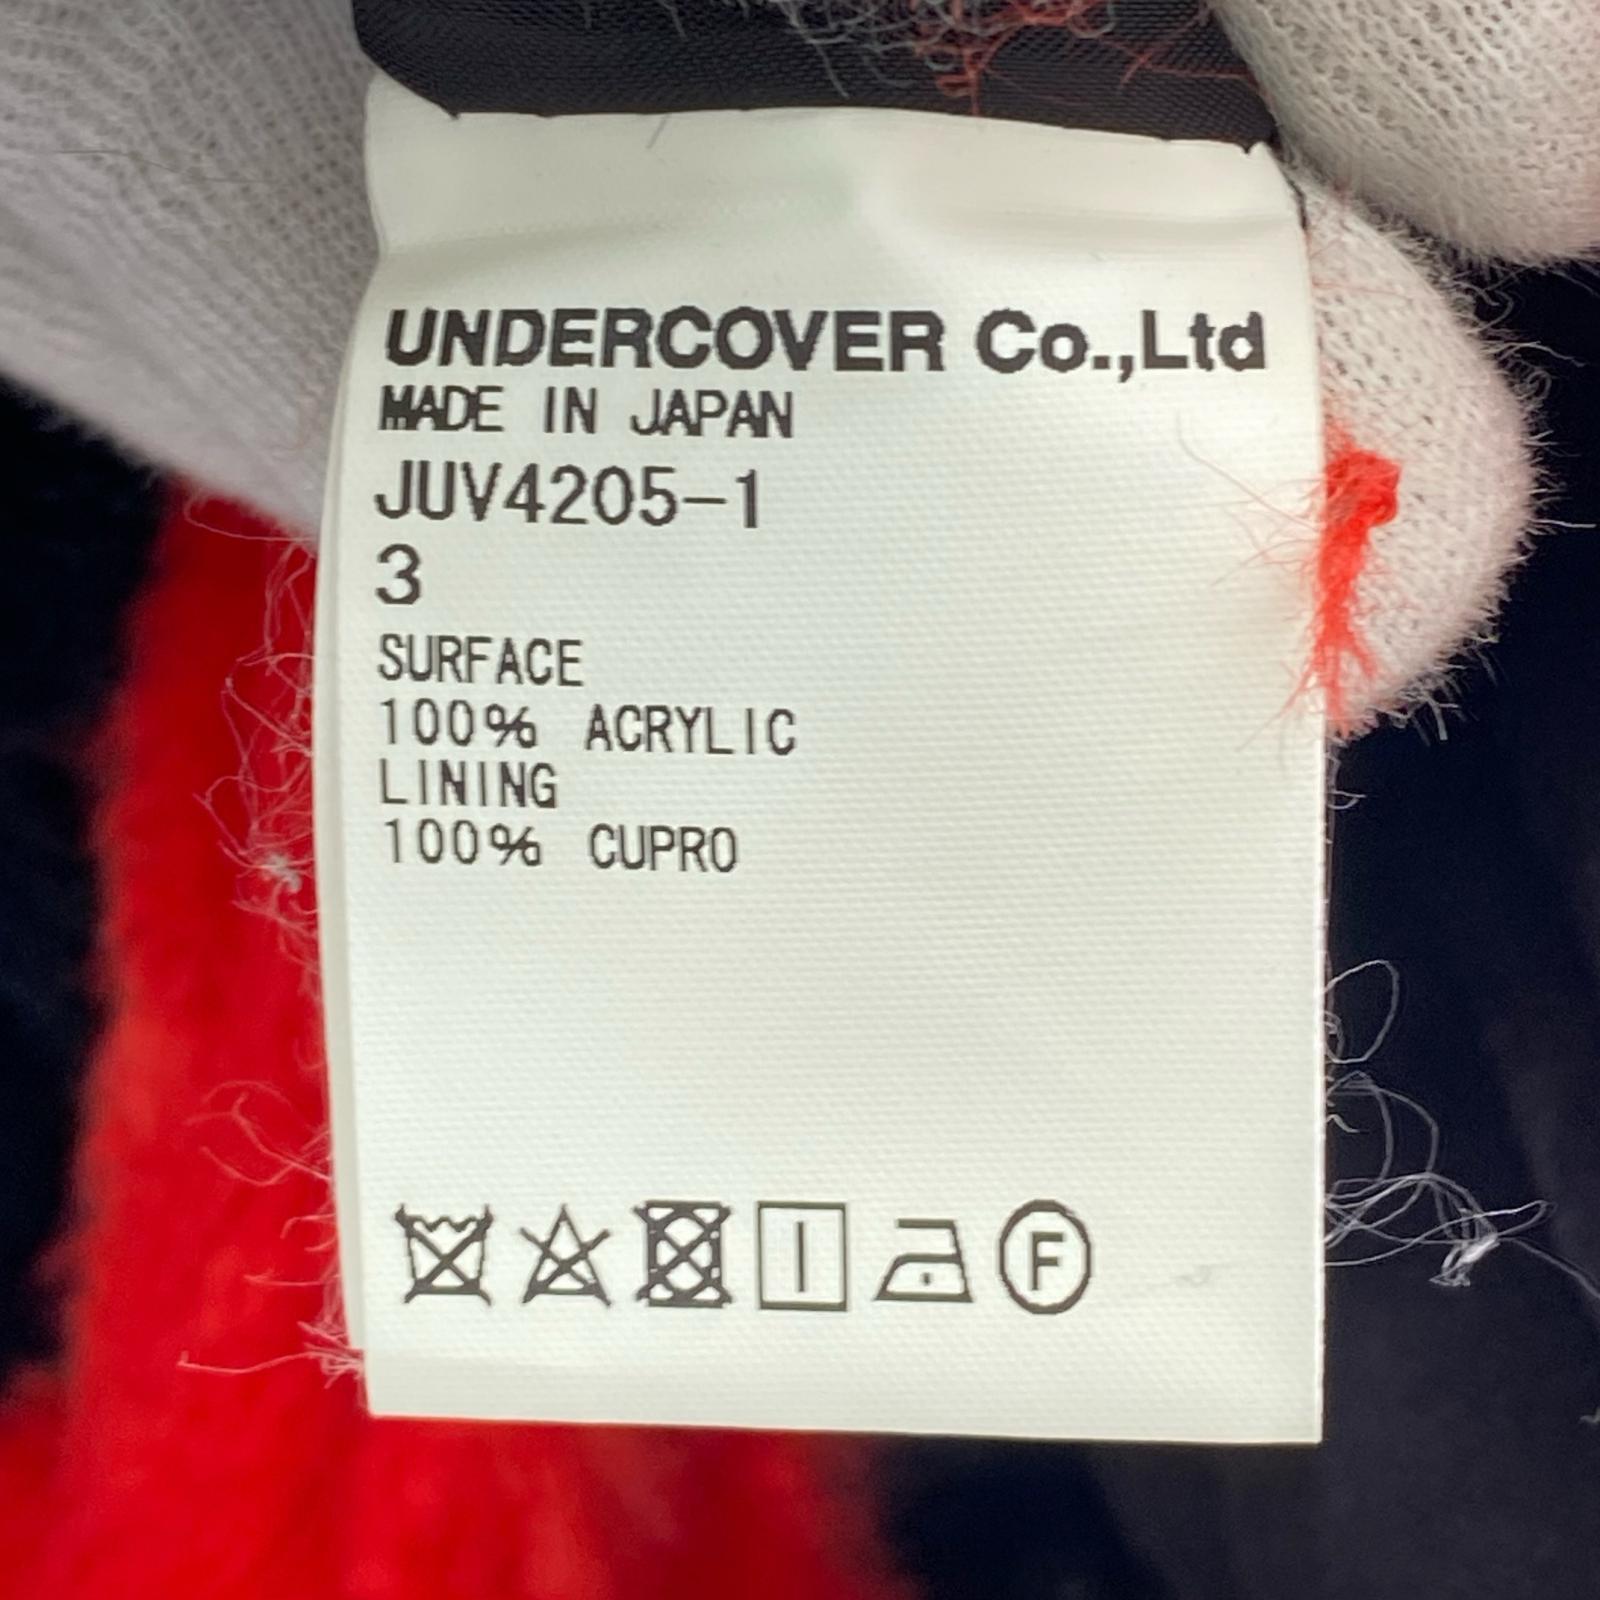 UNDERCOVER Co.,Ltd
MADE IN JAPAN
JUV4205-1
3
SURFACE
100% ACRYLIC
LINING
100% CUPRO
F